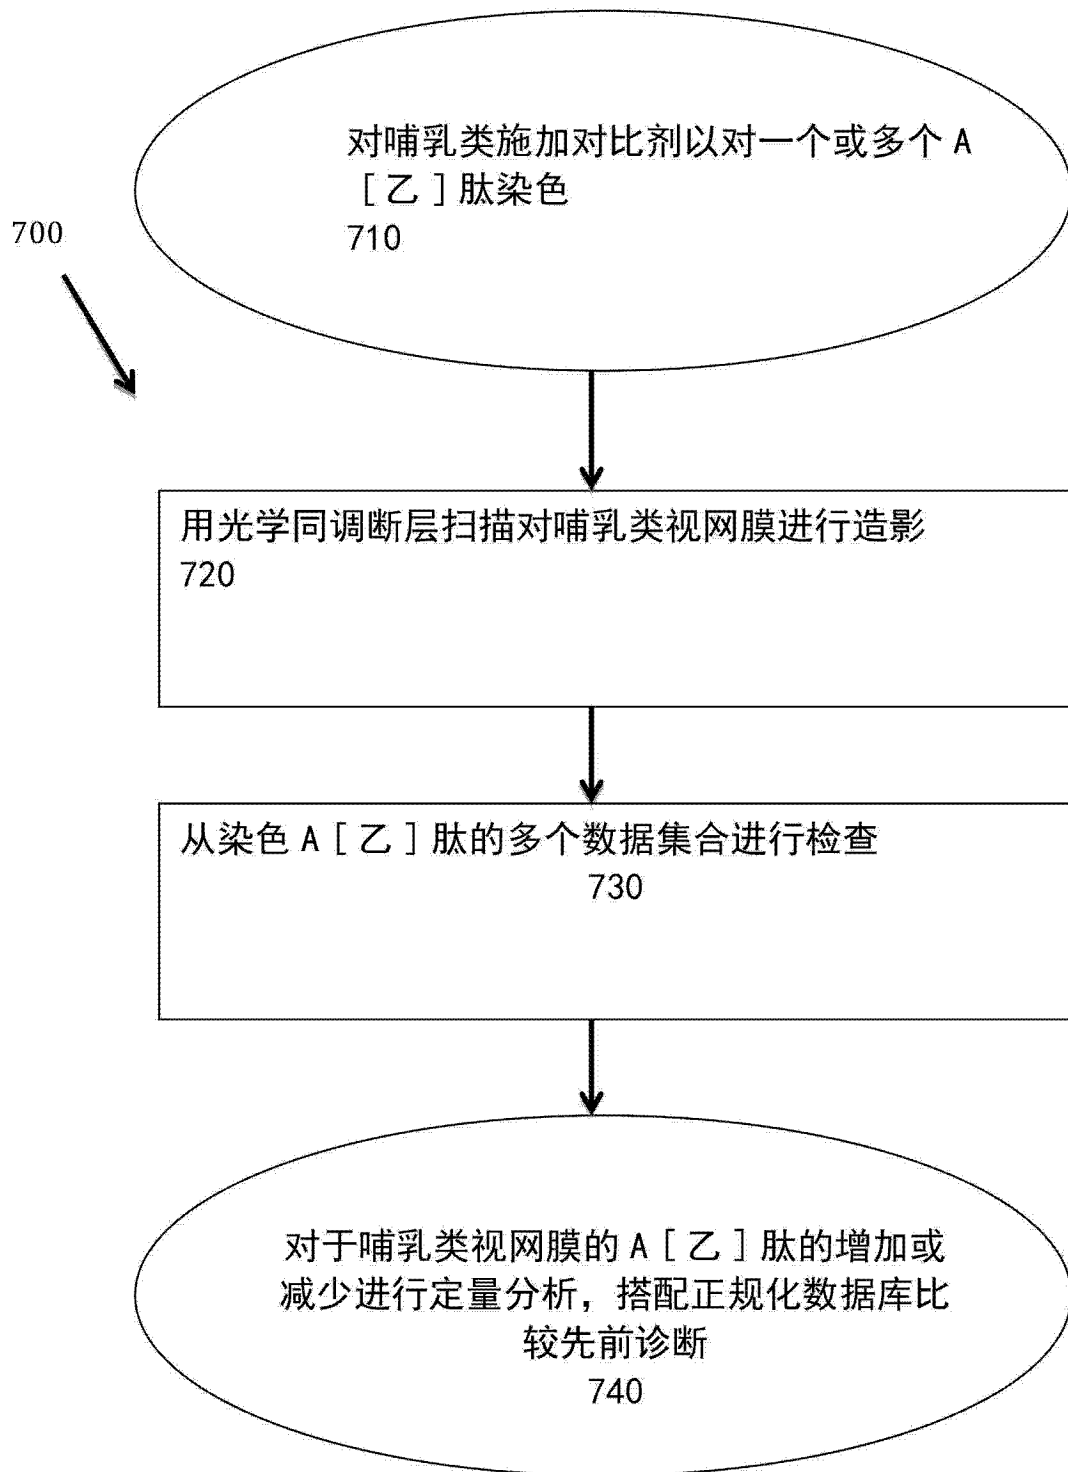 对哺乳类施加对比剂以对一个或多个 A
[乙]肽染色
710
700
用光学同调断层扫描对哺乳类视网膜进行造影
720
从染色 A [乙] 肽的多个数据集合进行检查
730
对于哺乳类视网膜的 A [乙] 肽的增加或
减少进行定量分析，搭配正规化数据库比
较先前诊断
740